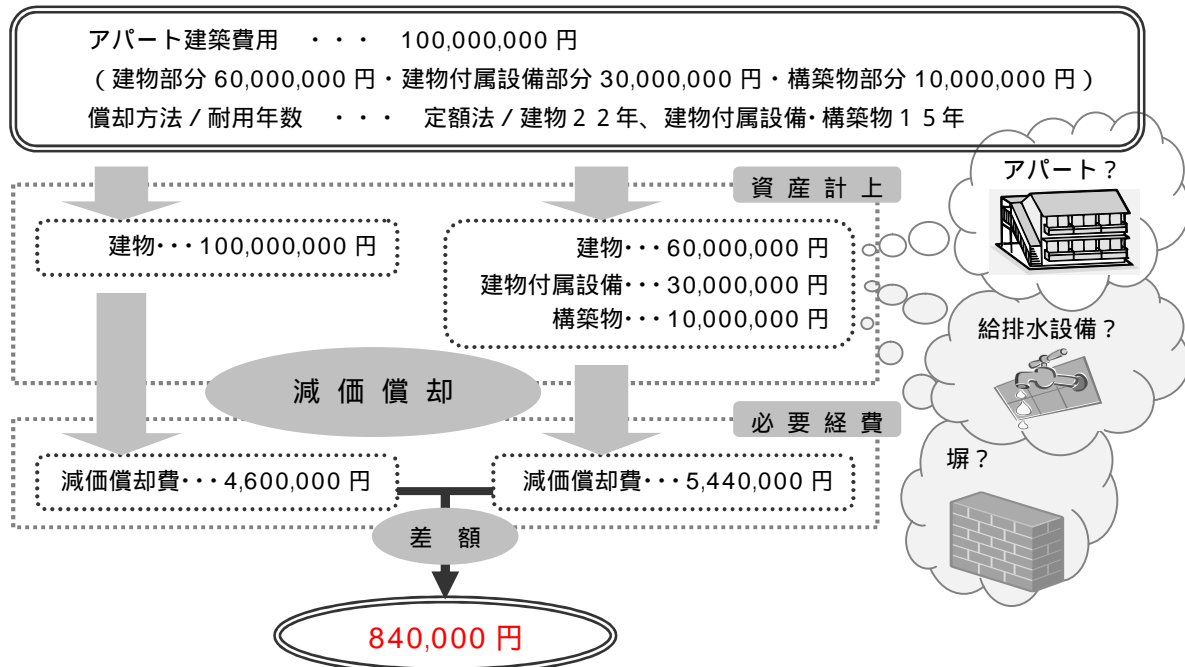 アパート建築費用　・・・　100,000,000 円
（建物部分 60,000,000 円・建物付属設備部分 30,000,000 円・構築物部分 10,000,000 円）
償却方法 / 耐用年数　・・・　定額法 / 建物２２年、建物付属設備・構築物１５年
資産計上
建物・・・100,000,000 円
建物・・・60,000,000 円
建物付属設備・・・30,000,000 円
構築物・・・10,000,000 円
アパート？
給排水設備？
塀？
減価償却
必要経費
減価償却費・・・4,600,000 円
減価償却費・・・5,440,000 円
差額
840,000 円